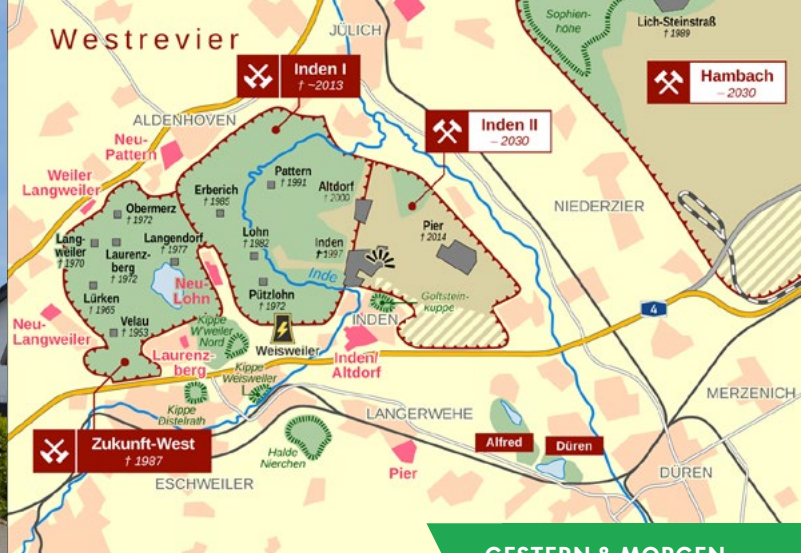 Westrevier
JÜLICH
Sophien-
höhe
Lich-Steinstraß
† 1989
Inden I
† ~2013
Hambach
– 2030
ALDENHOVEN
Inden II
– 2030
Neu-
Pattern
Weiler
Langweiler
Pattern
† 1991
Erberich
† 1985
Altdorf
† 2000
Obermerz
† 1972
NIEDERZIER
Lang-
weiler
† 1970
Langendorf
† 1977
Laurenz-
berg
† 1972
Lohn
† 1982
Inden
† 1997
Pier
† 2014
Inde
Neu-
Lohn
Lürken
† 1965
Pützlohn
† 1972
Goltstein-
kuppe
4
Neu-
Langweiler
Velau
† 1953
Kippe
W'weiler
Nord
INDEN
Weisweiler
Laurenz-
berg
Inden/
Altdorf
Kippe
Weisweiler
MERZENICH
Kippe
Distelrath
LANGERWEHE
Zukunft-West
† 1987
Alfred
Düren
Halde
Nierchen
Pier
DÜREN
ESCHWEILER
GESTERN & MORGEN